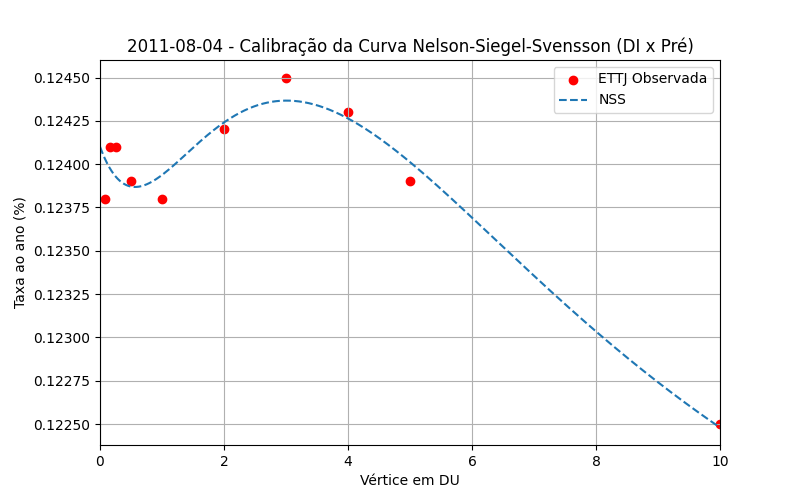 2011-08-04 - Calibração da Curva Nelson-Siegel-Svensson (DI x Pré)
ETTJ Observada
NSS
Taxa ao ano (%)
0.12450
0.12425
0.12400
0.12375
0.12350
0.12325
0.12300
0.12275
0.12250
0 2 4 6 8 10
Vértice em DU